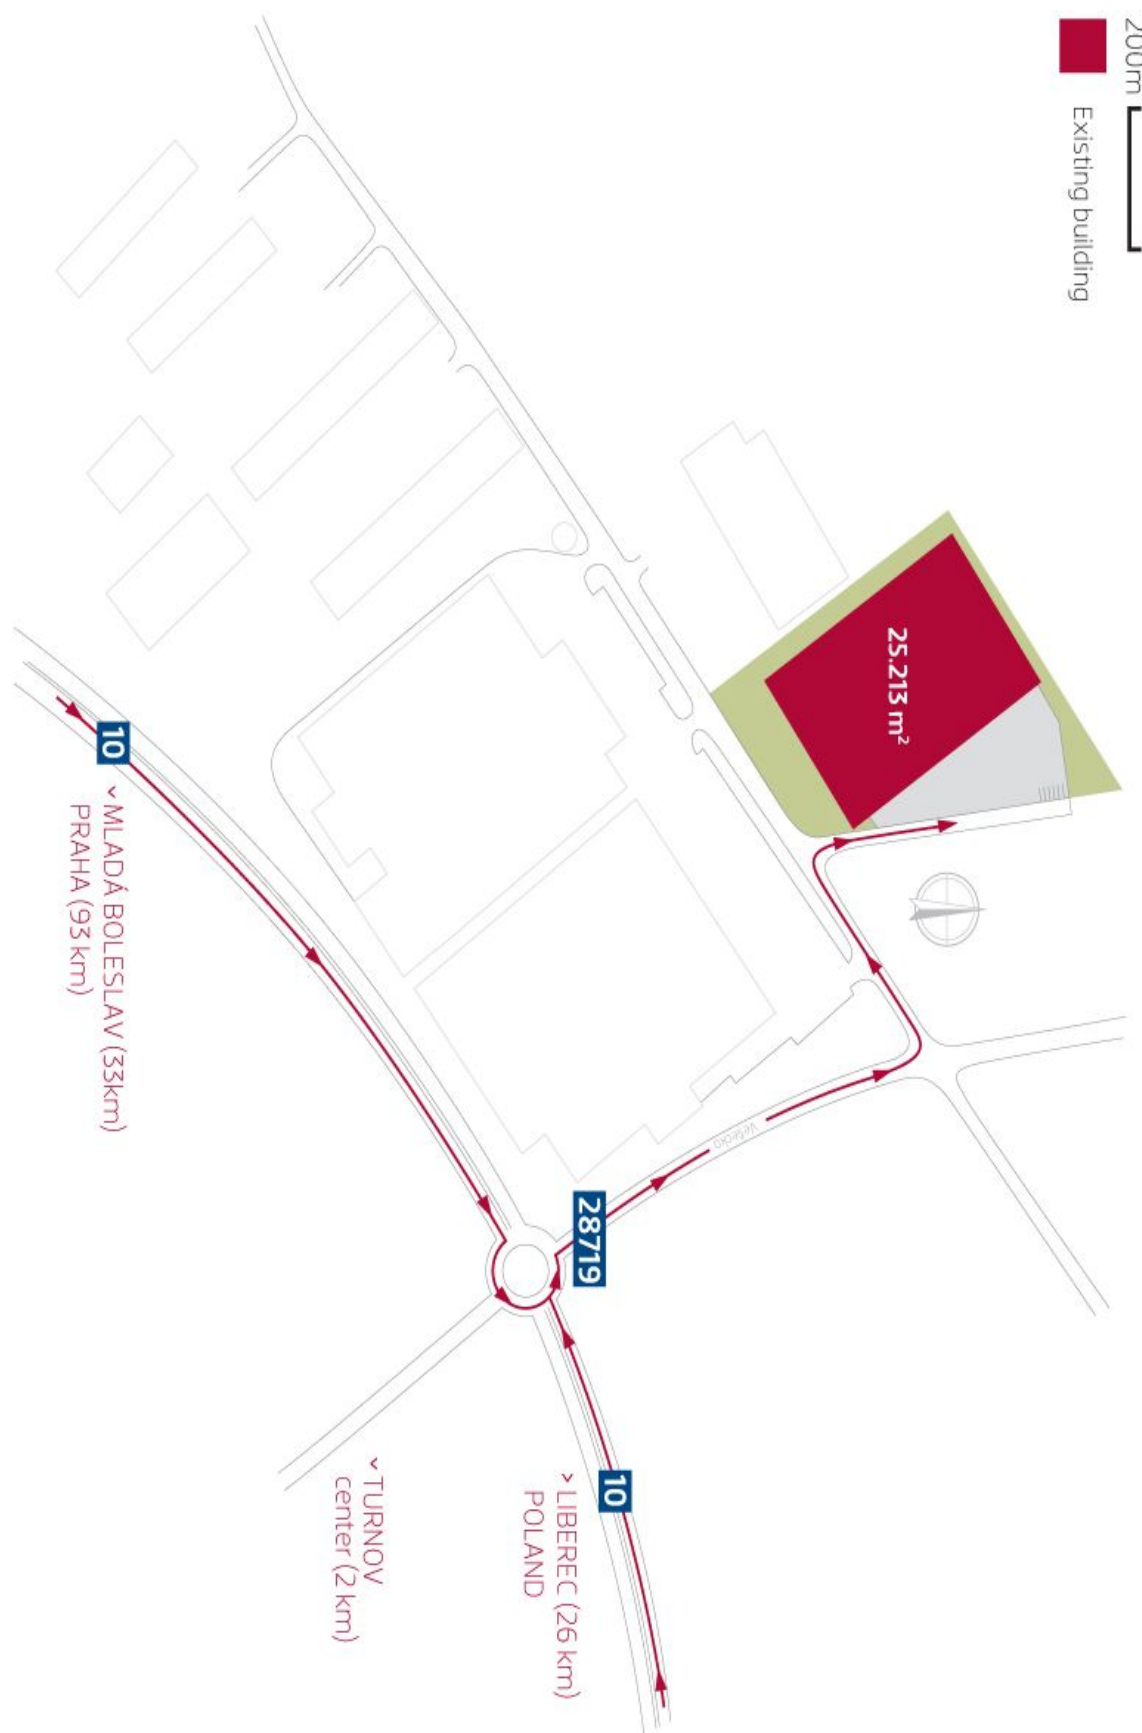 200m
Existing building
25.213 m²
10
⌄ MLADÁ BOLESLAV (33km)
PRAHA (93 km)
Vesecko
28719
10
› LIBEREC (26 km)
POLAND
⌄ TURNOV
center (2 km)